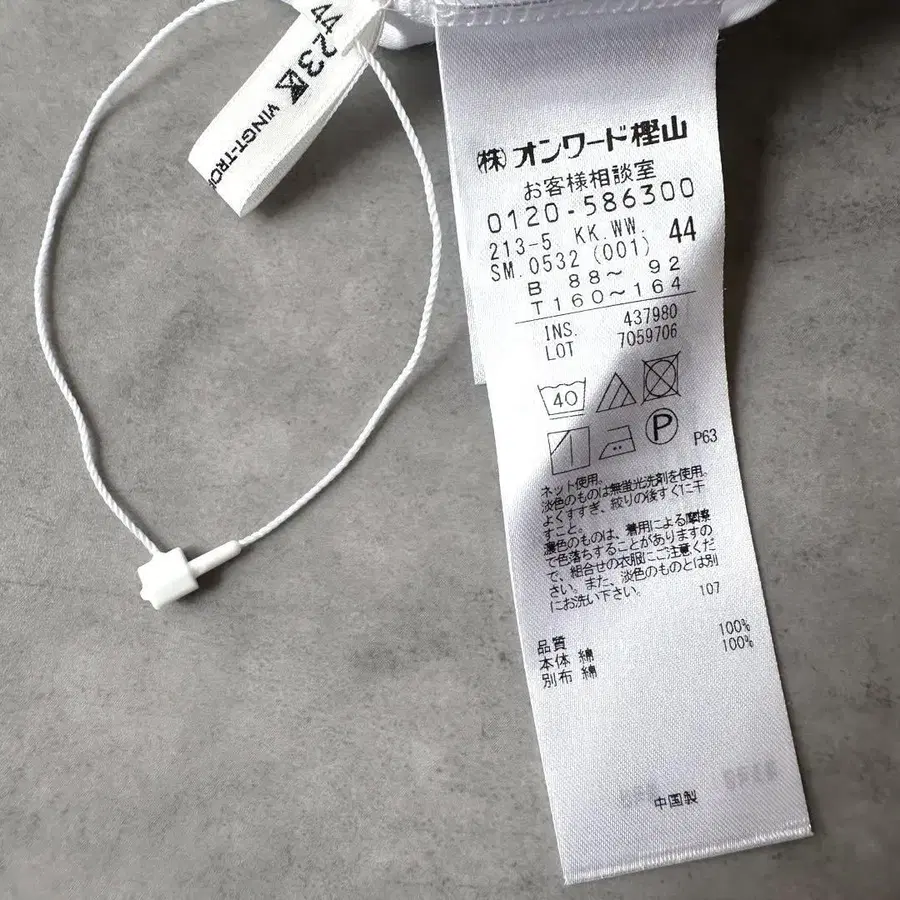 44
23区
VINGT-TROI
(株)オンワード樫山
お客様相談室
0120-586300
213-5. KK.WW. 44
SM.0532 (001)
B 88〜 92
T 160〜164
INS. 437980
LOT 7059706
40
P
P63
ネット使用。
淡色のものは無蛍光洗剤を使用。
よくすすぎ、絞りの後すぐに干
すこと。
濃色のものは、着用による摩擦
で色落ちすることがありますの
で、組合せの衣服にご注意くだ
さい。また、淡色のものとは別
にお洗い下さい。 107
品質
本体 綿 100%
別布 綿 100%
中国製